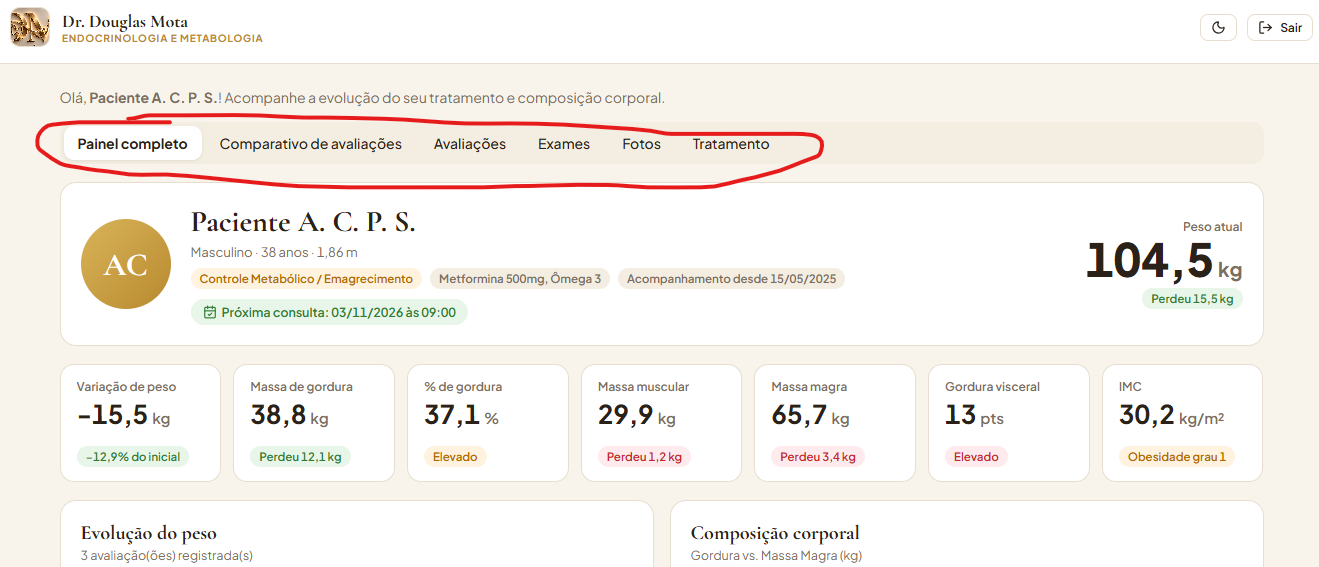 Dr. Douglas Mota
ENDOCRINOLOGIA E METABOLOGIA
Sair
Olá, Paciente A. C. P. S.! Acompanhe a evolução do seu tratamento e composição corporal.
Painel completo
Comparativo de avaliações
Avaliações
Exames
Fotos
Tratamento
AC
Paciente A. C. P. S.
Masculino · 38 anos · 1,86 m
Controle Metabólico / Emagrecimento
Metformina 500mg, Ômega 3
Acompanhamento desde 15/05/2025
Próxima consulta: 03/11/2026 às 09:00
Peso atual
104,5 kg
Perdeu 15,5 kg
Variação de peso
-15,5 kg
-12,9% do inicial
Massa de gordura
38,8 kg
Perdeu 12,1 kg
% de gordura
37,1 %
Elevado
Massa muscular
29,9 kg
Perdeu 1,2 kg
Massa magra
65,7 kg
Perdeu 3,4 kg
Gordura visceral
13 pts
Elevado
IMC
30,2 kg/m²
Obesidade grau 1
Evolução do peso
3 avaliação(ões) registrada(s)
Composição corporal
Gordura vs. Massa Magra (kg)